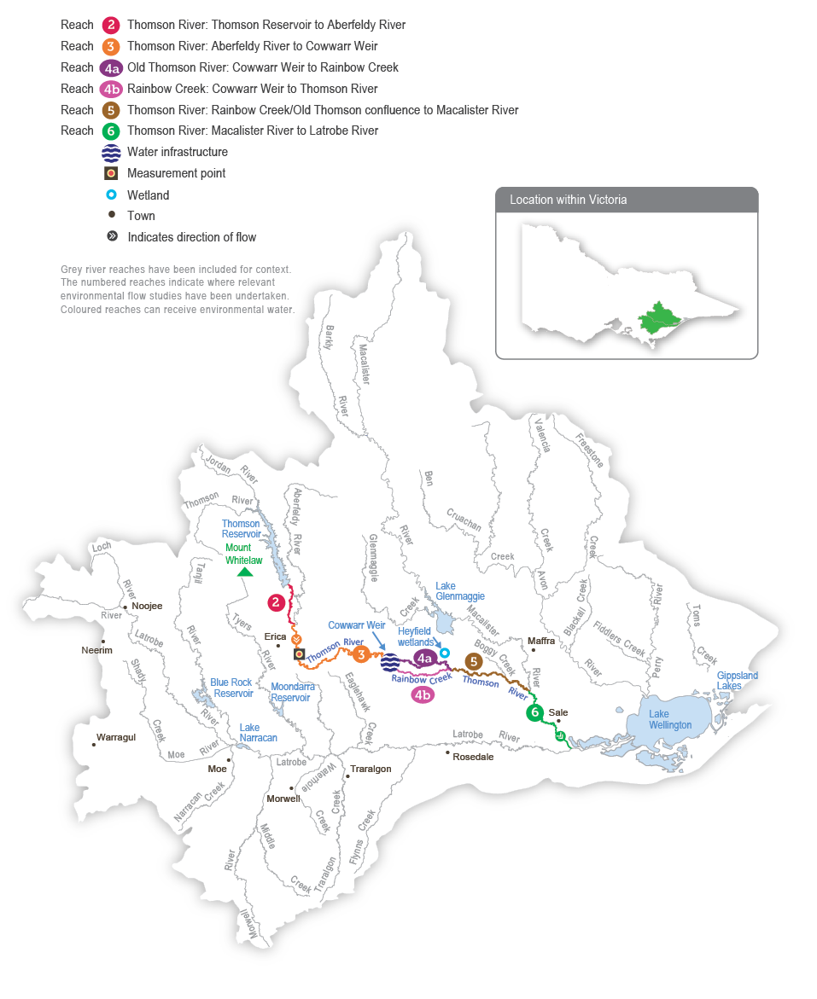 Reach 2 Thomson River: Thomson Reservoir to Aberfeldy River
Reach 3 Thomson River: Aberfeldy River to Cowwarr Weir
Reach 4a Old Thomson River: Cowwarr Weir to Rainbow Creek
Reach 4b Rainbow Creek: Cowwarr Weir to Thomson River
Reach 5 Thomson River: Rainbow Creek/Old Thomson confluence to Macalister River
Reach 6 Thomson River: Macalister River to Latrobe River
Water infrastructure
Measurement point
Wetland
Town
Indicates direction of flow
Grey river reaches have been included for context.
The numbered reaches indicate where relevant
environmental flow studies have been undertaken.
Coloured reaches can receive environmental water.
Location within Victoria
Barkly
River
Macalister
River
Valencia
Creek
Freestone
Creek
Jordan
River
Thomson
River
Aberfeldy
River
Ben
Cruachan
Creek
Thomson
Reservoir
Mount
Whitelaw
Glenmaggie
Creek
Loch
River
Tanjil
River
Avon
River
Lake
Glenmaggie
Macalister
River
Blackall
Creek
Fiddlers Creek
Perry
River
Toms
Creek
2
Noojee
River
Latrobe
River
Tyers
River
Erica
Cowwarr Weir
Heyfield
wetlands
Maffra
Neerim
Thomson River
3
4a
5
Boggy
Creek
Rainbow Creek
4b
Thomson
River
Shady
Creek
Blue Rock
Reservoir
Moondarra
Reservoir
Eaglehawk
Creek
Gippsland
Lakes
6
Sale
Lake
Wellington
Warragul
Lake
Narracan
Latrobe
River
Moe
Moe
Latrobe
Rosedale
Traralgon
Waterhole
Creek
Morwell
Narracan
Creek
Middle
Creek
Traralgon
Creek
Flynns
Creek
Morwell
River